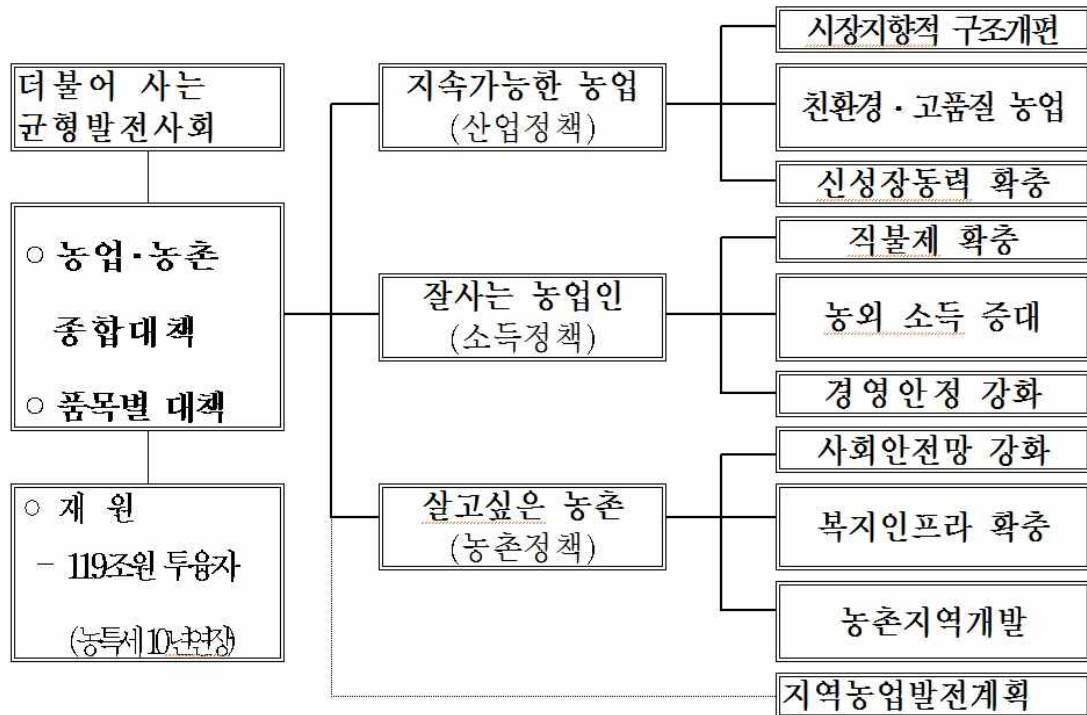 더불어 사는
균형발전사회
○ 농업·농촌
종합대책
○ 품목별 대책
○ 재 원
- 119조원 투융자
(농특세 10년연장)
지속가능한 농업
(산업정책)
시장지향적 구조개편
친환경·고품질 농업
신성장동력 확충
잘사는 농업인
(소득정책)
직불제 확충
농외 소득 증대
경영안정 강화
살고싶은 농촌
(농촌정책)
사회안전망 강화
복지인프라 확충
농촌지역개발
지역농업발전계획